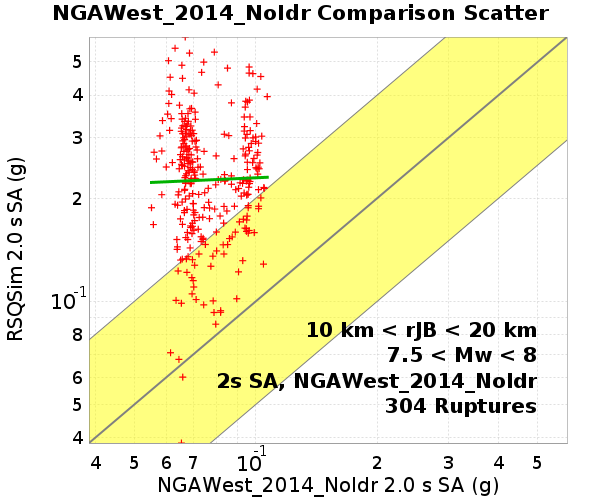 NGAWest_2014_NoIdr Comparison Scatter
RSQSim 2.0 s SA (g)
5
4
3
2
10-1
8
6
5
4
10 km < rJB < 20 km
7.5 < Mw < 8
2s SA, NGAWest_2014_NoIdr
304 Ruptures
4 5 6 7 10-1 2 3 4 5
NGAWest_2014_NoIdr 2.0 s SA (g)